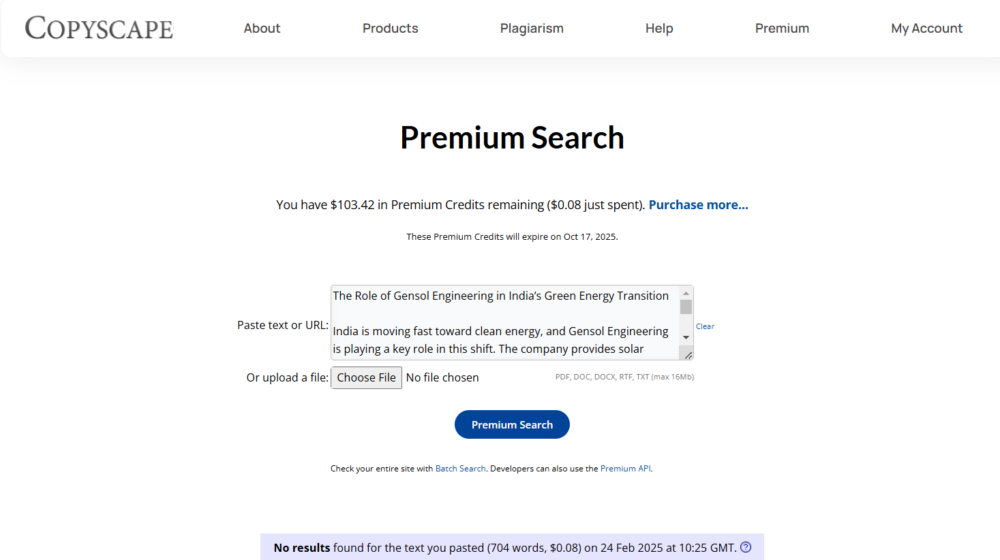 COPYSCAPE
About Products Plagiarism Help Premium My Account
Premium Search
You have $103.42 in Premium Credits remaining ($0.08 just spent). Purchase more...
These Premium Credits will expire on Oct 17, 2025.
The Role of Gensol Engineering in India’s Green Energy Transition
Paste text or URL:
India is moving fast toward clean energy, and Gensol Engineering
is playing a key role in this shift. The company provides solar
Clear
Or upload a file: Choose File No file chosen PDF, DOC, DOCX, RTF, TXT (max 16Mb)
Premium Search
Check your entire site with Batch Search. Developers can also use the Premium API.
No results found for the text you pasted (704 words, $0.08) on 24 Feb 2025 at 10:25 GMT. ?